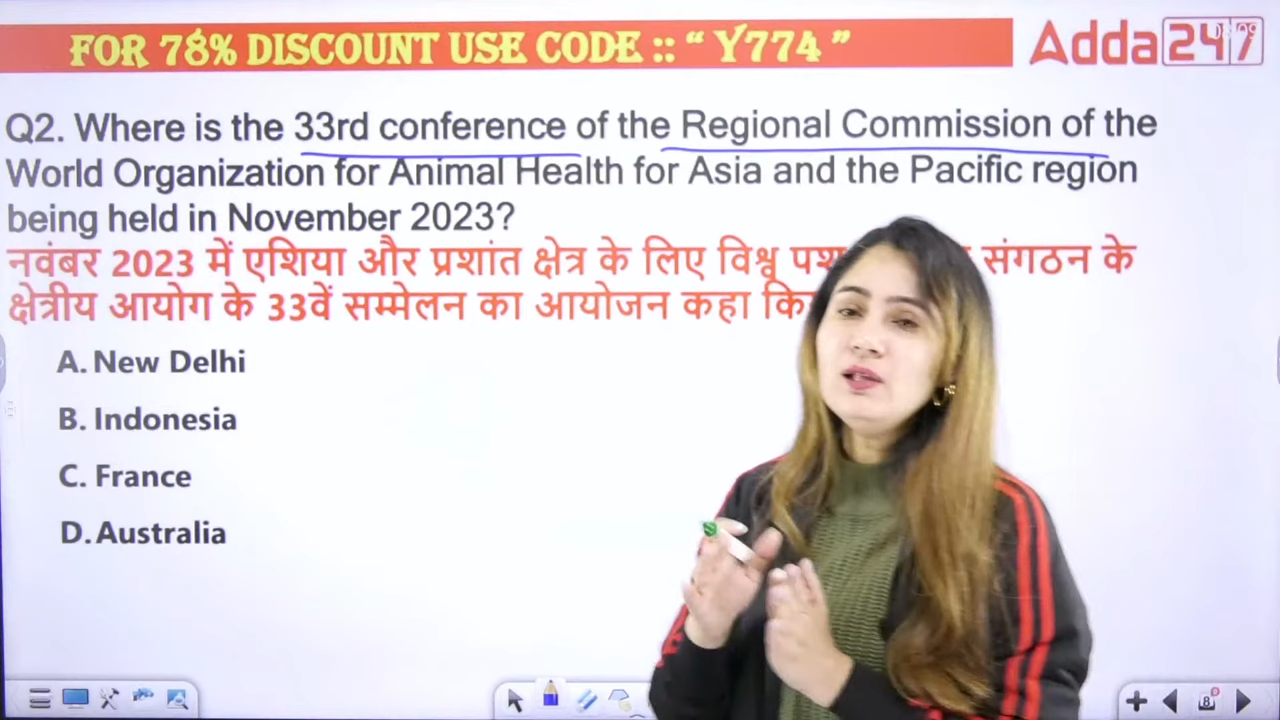 FOR 78% DISCOUNT USE CODE :: “ Y774 ”
Adda 247
Q2. Where is the 33rd conference of the Regional Commission of the
World Organization for Animal Health for Asia and the Pacific region
being held in November 2023?
नवंबर 2023 में एशिया और प्रशांत क्षेत्र के लिए विश्व संगठन के
क्षेत्रीय आयोग के 33वें सम्मेलन का आयोजन कहा
A. New Delhi
B. Indonesia
C. France
D. Australia